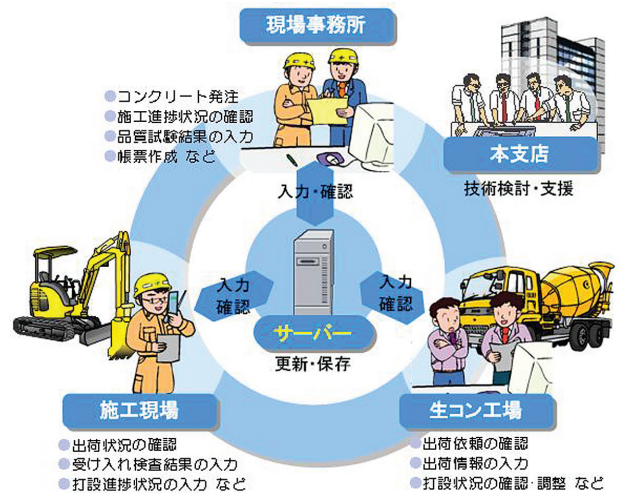 現場事務所
コンクリート発注
施工進捗状況の確認
品質試験結果の入力
帳票作成 など
本支店
技術検討・支援
入力・確認
入力
確認
入力
確認
サーバー
更新・保存
施工現場
出荷状況の確認
受け入れ検査結果の入力
打設進捗状況の入力 など
生コン工場
出荷依頼の確認
出荷情報の入力
打設状況の確認・調整 など